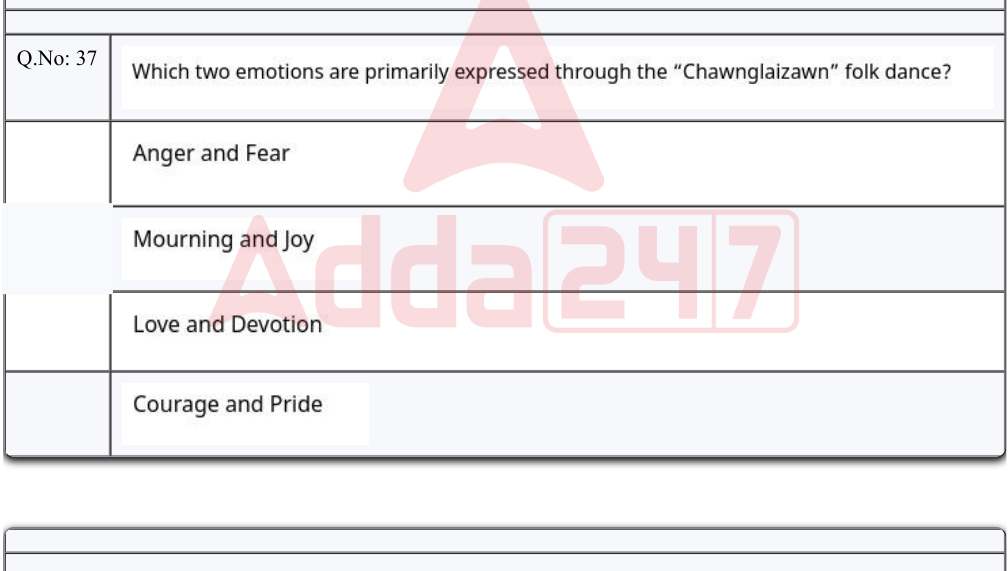 Q.No: 37
Which two emotions are primarily expressed through the “Chawnglaizawn” folk dance?
Anger and Fear
Mourning and Joy
Love and Devotion
Courage and Pride
Adda247